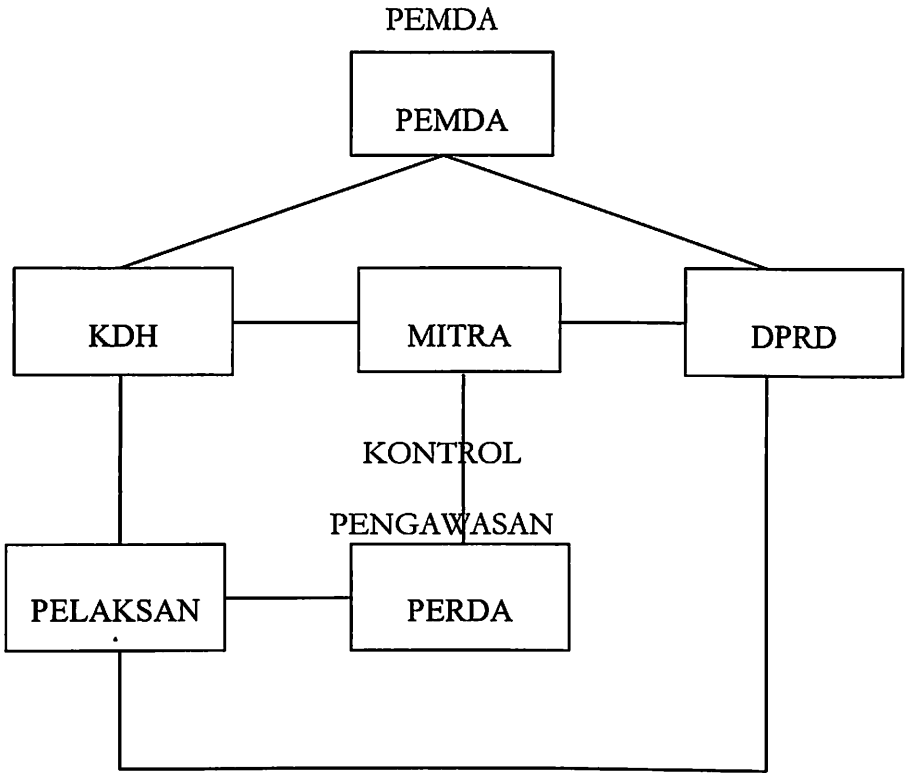 PEMDA
PEMDA
KDH MITRA DPRD
KONTROL
PENGAWASAN
PELAKSAN PERDA